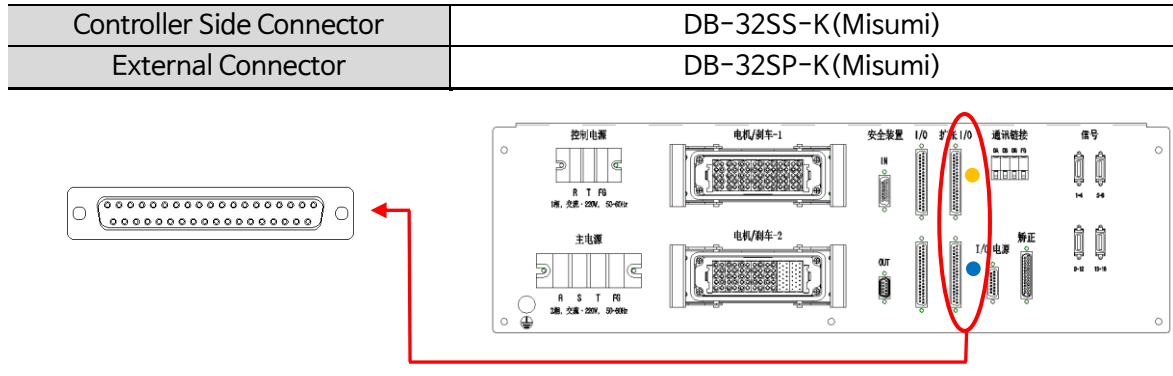 Controller Side Connector DB-32SS-K(Misumi)
External Connector DB-32SP-K(Misumi)
控制电源 电机/刹车-1 安全装置 I/O 扩张I/O 通讯链接 信号
IN
R T FG
1相, 交流·220V, 50-60Hz
1-4 5-8
主电源 电机/刹车-2 I/O 电源 矫正
OUT
9-12 13-16
R S T FG
3相, 交流·220V, 50-60Hz